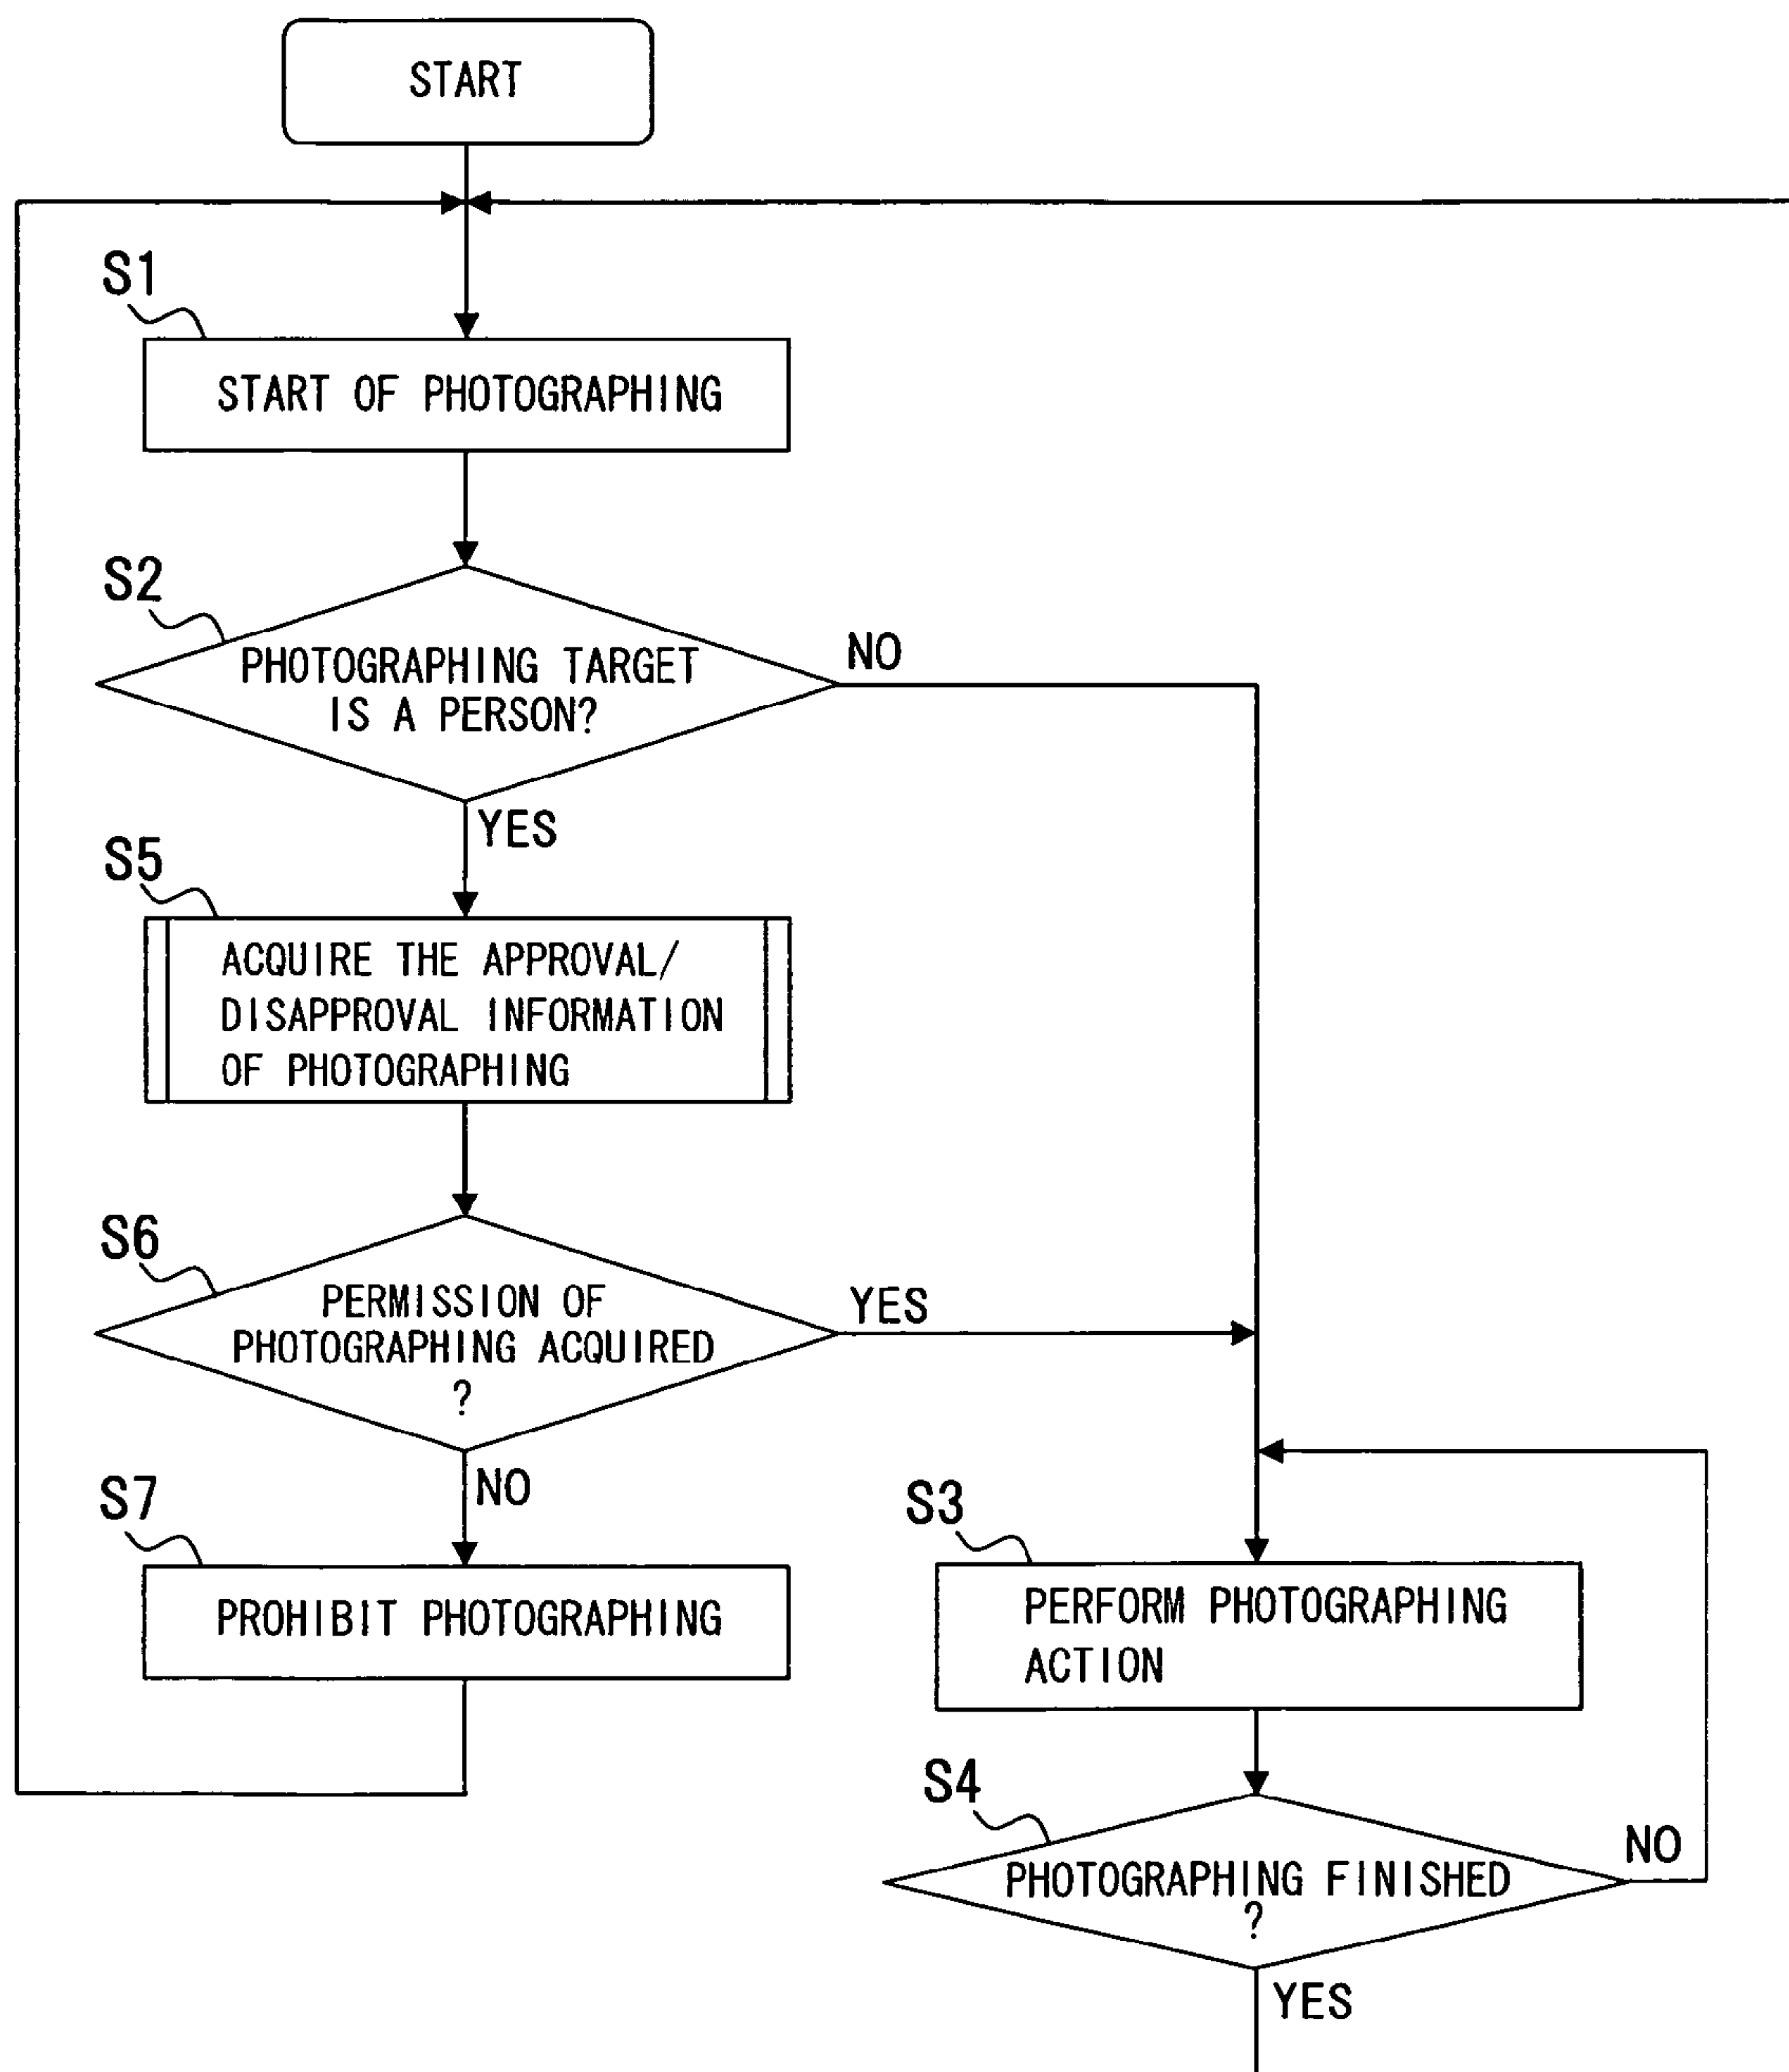 START
S1
START OF PHOTOGRAPHING
S2
PHOTOGRAPHING TARGET
IS A PERSON?
NO
YES
S5
ACQUIRE THE APPROVAL/
DISAPPROVAL INFORMATION
OF PHOTOGRAPHING
S6
PERMISSION OF
PHOTOGRAPHING ACQUIRED
?
YES
NO
S7
PROHIBIT PHOTOGRAPHING
S3
PERFORM PHOTOGRAPHING
ACTION
S4
PHOTOGRAPHING FINISHED
?
NO
YES